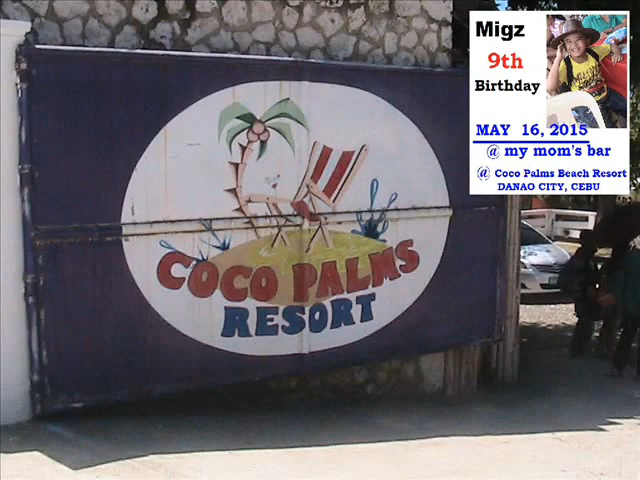 Migz
9th
Birthday
MAY 16, 2015
@ my mom's bar
@ Coco Palms Beach Resort
DANAO CITY, CEBU
COCO PALMS
RESORT